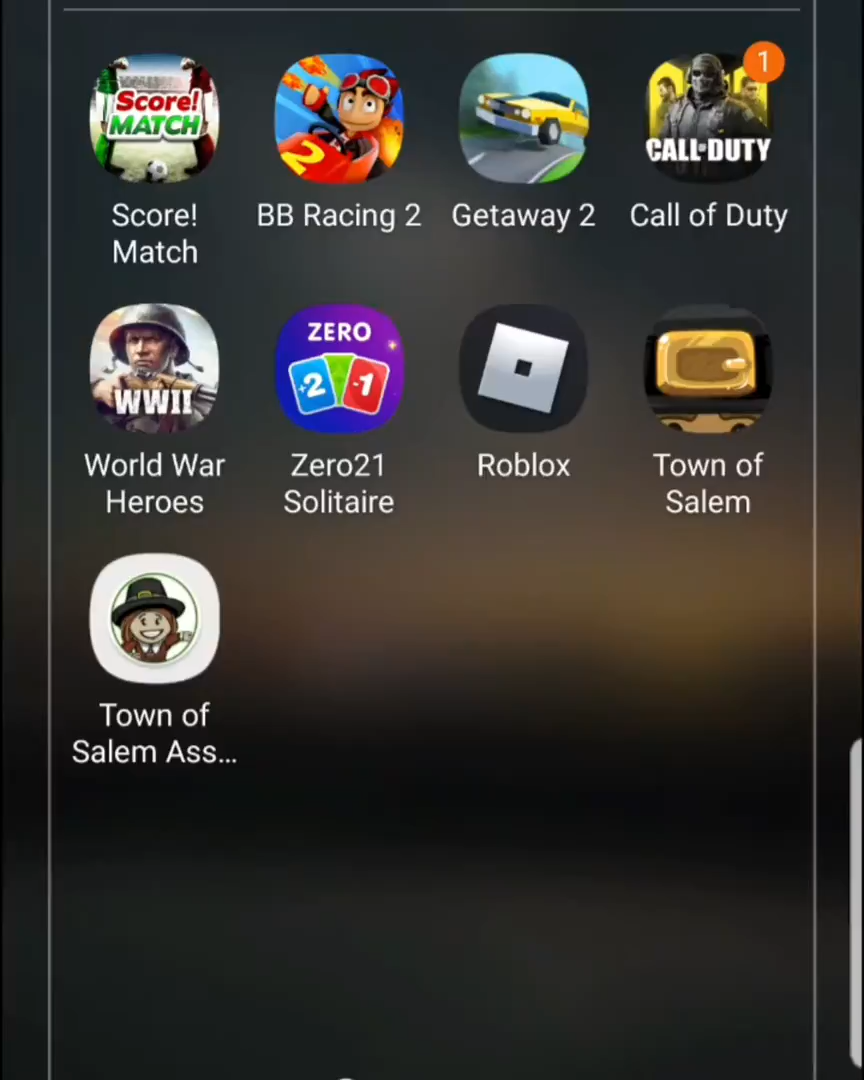 Score!
MATCH
2
CALL·DUTY
1
Score!
Match
BB Racing 2
Getaway 2
Call of Duty
WWII
ZERO
+2
-1
World War
Heroes
Zero21
Solitaire
Roblox
Town of
Salem
Town of
Salem Ass...